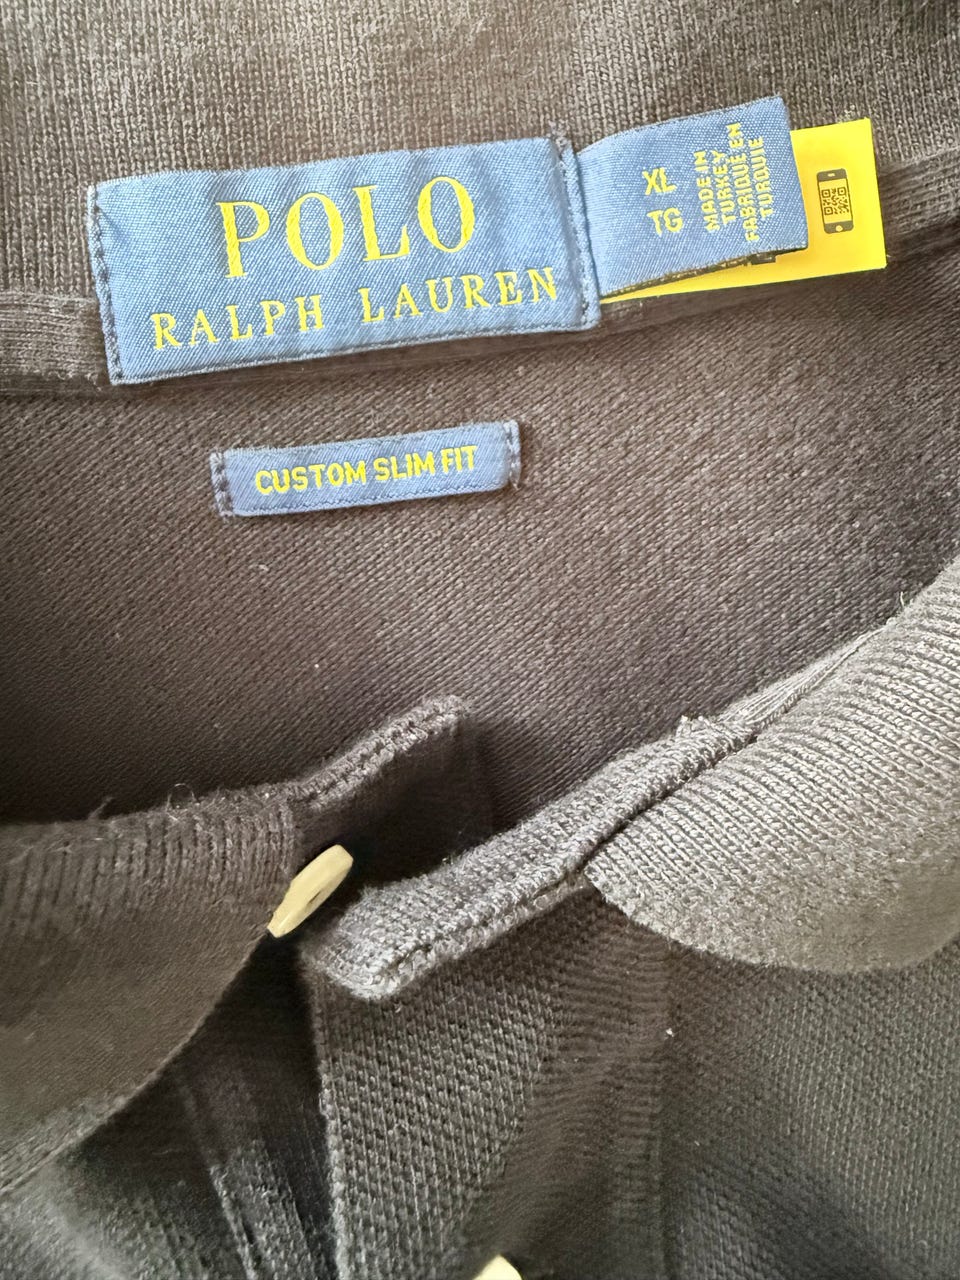 POLO
RALPH LAUREN
XL
TG
MADE IN
TURKEY
FABRIQUÉ EN
TURQUIE
CUSTOM SLIM FIT